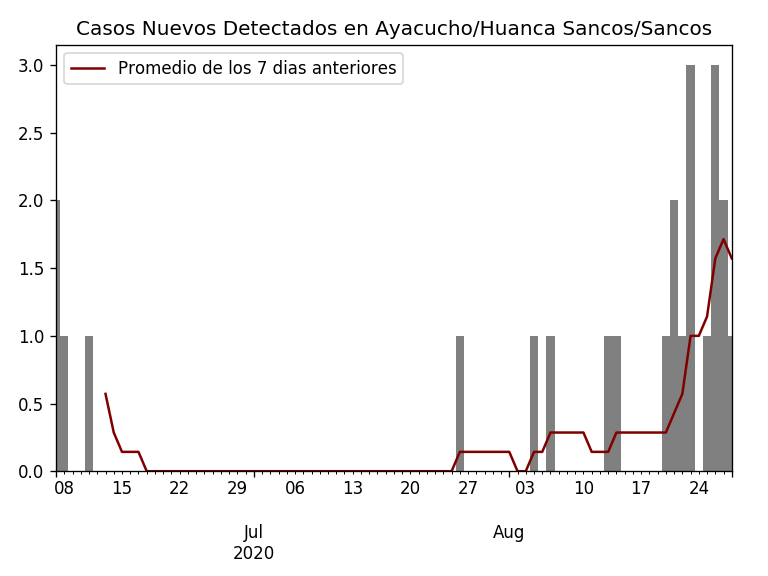 Casos Nuevos Detectados en Ayacucho/Huanca Sancos/Sancos
Promedio de los 7 dias anteriores
3.0
2.5
2.0
1.5
1.0
0.5
0.0
08 15 22 29 06 13 20 27 03 10 17 24
Jul Aug
2020